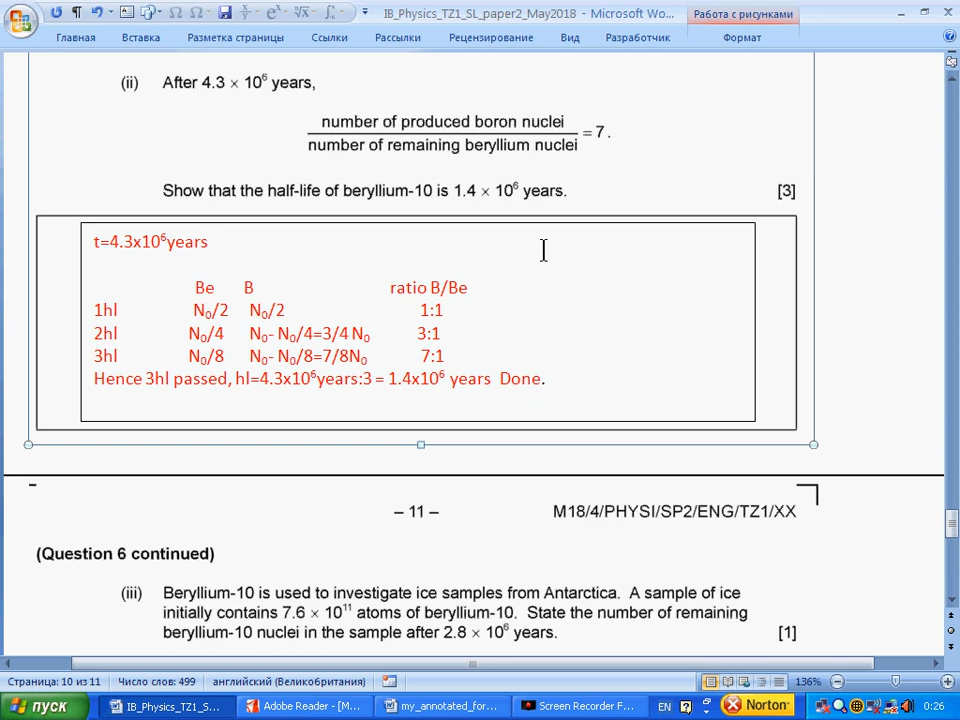 IB_Physics_TZ1_SL_paper2_May2018 - Microsoft Wo...
Работа с рисунками
Главная Вставка Разметка страницы Ссылки Рассылки Рецензирование Вид Разработчик Формат
(ii) After 4.3 × 10⁶ years,
number of produced boron nuclei
number of remaining beryllium nuclei = 7 .
Show that the half-life of beryllium-10 is 1.4 × 10⁶ years. [3]
t=4.3x10⁶years
Be B ratio B/Be
1hl N₀/2 N₀/2 1:1
2hl N₀/4 N₀- N₀/4=3/4 N₀ 3:1
3hl N₀/8 N₀- N₀/8=7/8N₀ 7:1
Hence 3hl passed, hl=4.3x10⁶years:3 = 1.4x10⁶ years Done.
– 11 – M18/4/PHYSI/SP2/ENG/TZ1/XX
(Question 6 continued)
(iii) Beryllium-10 is used to investigate ice samples from Antarctica. A sample of ice
initially contains 7.6 × 10¹¹ atoms of beryllium-10. State the number of remaining
beryllium-10 nuclei in the sample after 2.8 × 10⁶ years. [1]
Страница: 10 из 11 Число слов: 499 английский (Великобритания) 136%
пуск IB_Physics_TZ1_S... Adobe Reader - [M... my_annotated_for... Screen Recorder F... EN Norton 0:26